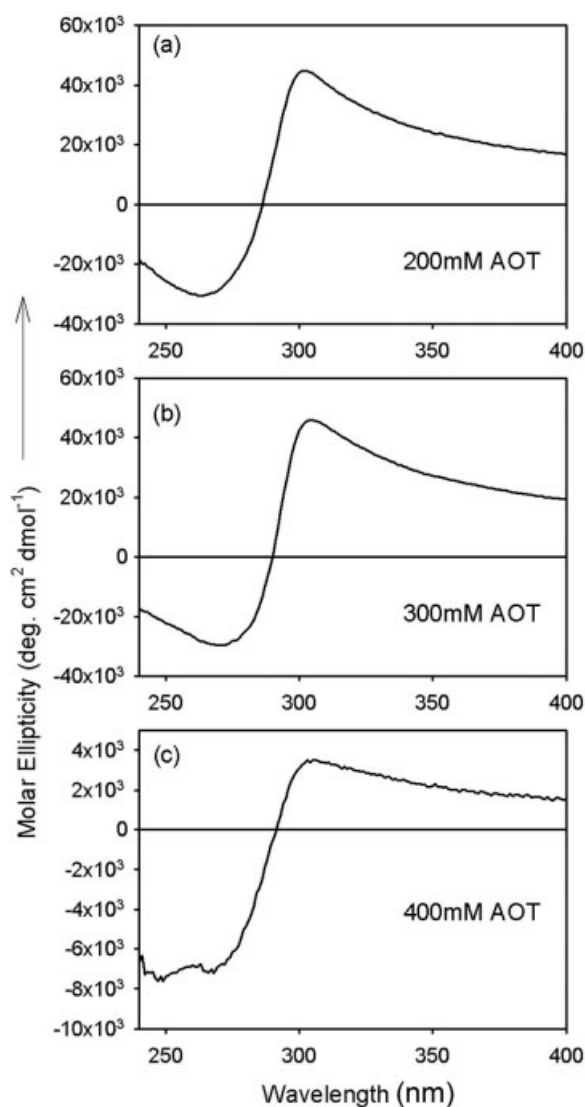 60x10³
(a)
40x10³
20x10³
0
-20x10³
200mM AOT
-40x10³
250 300 350 400
60x10³
(b)
40x10³
20x10³
0
-20x10³
300mM AOT
-40x10³
250 300 350 400
4x10³
(c)
2x10³
0
-2x10³
-4x10³
400mM AOT
-6x10³
-8x10³
-10x10³
250 300 350 400
Wavelength (nm)
Molar Ellipticity (deg. cm² dmol⁻¹)